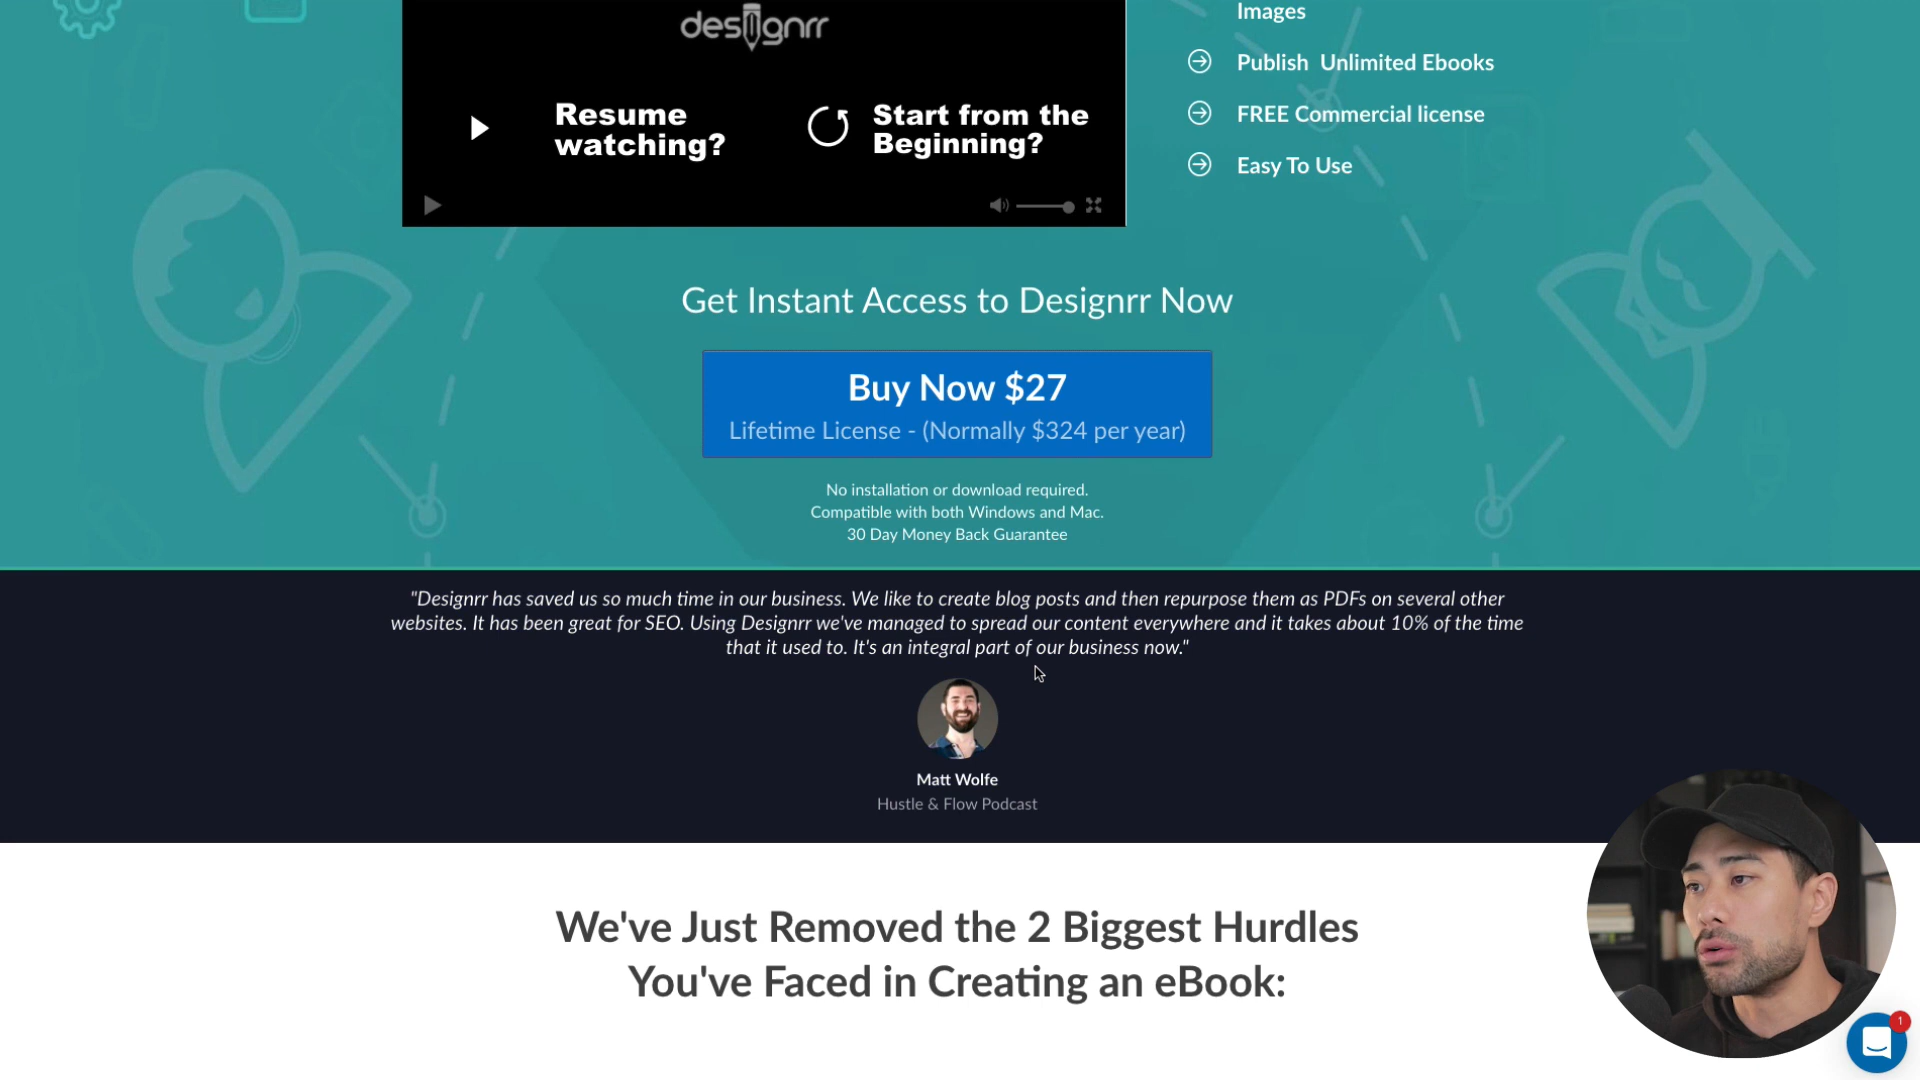 designrr
Images
Resume
watching?
Start from the
Beginning?
Publish Unlimited Ebooks
FREE Commercial license
Easy To Use
Get Instant Access to Designrr Now
Buy Now $27
Lifetime License - (Normally $324 per year)
No installation or download required.
Compatible with both Windows and Mac.
30 Day Money Back Guarantee
"Designrr has saved us so much time in our business. We like to create blog posts and then repurpose them as PDFs on several other
websites. It has been great for SEO. Using Designrr we've managed to spread our content everywhere and it takes about 10% of the time
that it used to. It's an integral part of our business now."
Matt Wolfe
Hustle & Flow Podcast
We've Just Removed the 2 Biggest Hurdles
You've Faced in Creating an eBook:
1